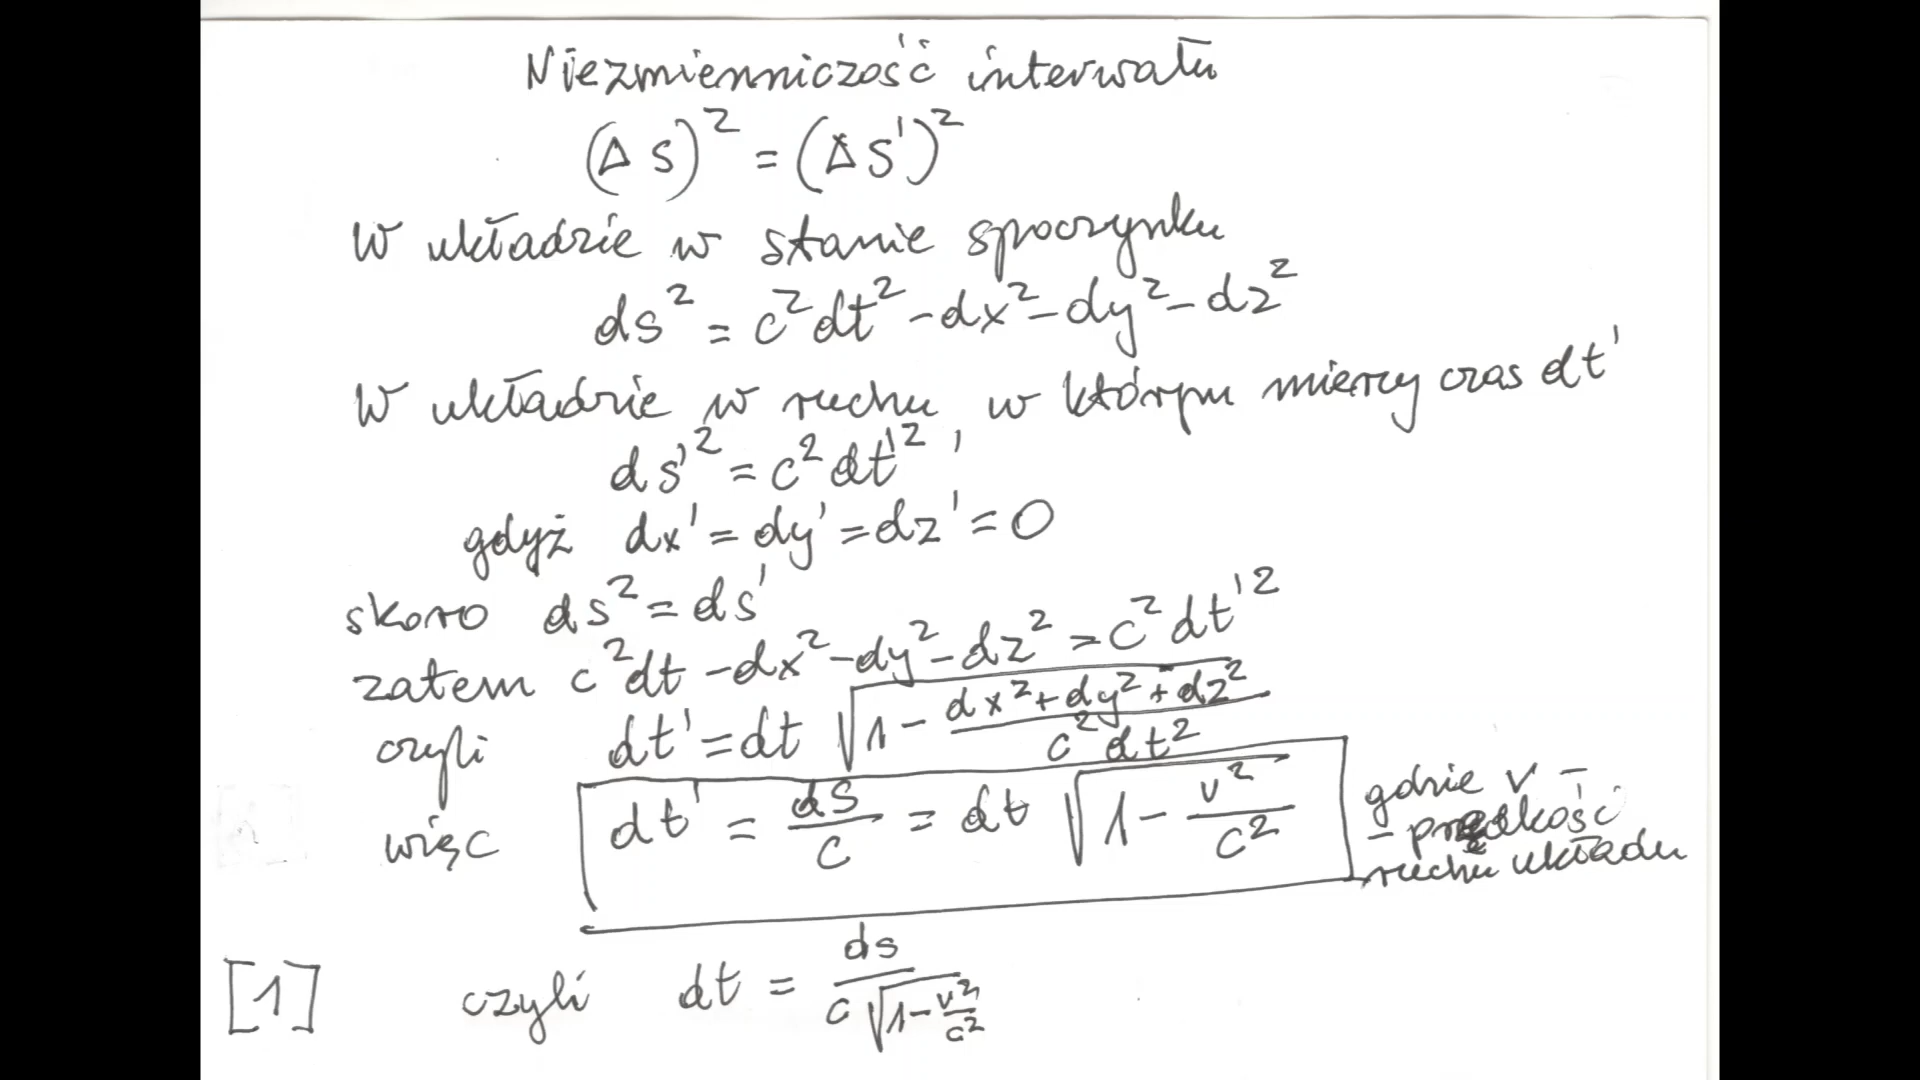 Niezmienniczość interwału
(Δs)² = (Δs')²
W układzie w stanie spoczynku
ds² = c²dt² - dx² - dy² - dz²
W układzie w ruchu, w którym mierzy czas dt'
ds'² = c²dt'²,
gdyż dx' = dy' = dz' = 0
skoro ds² = ds'
zatem c²dt - dx² - dy² - dz² = c²dt'²
czyli dt' = dt √(1 - (dx² + dy² + dz²)/(c²dt²))
więc dt' = ds/c = dt √(1 - v²/c²)
gdzie v –
– prędkość
ruchu układu
[1] czyli dt = ds/(c√(1 - v²/c²))